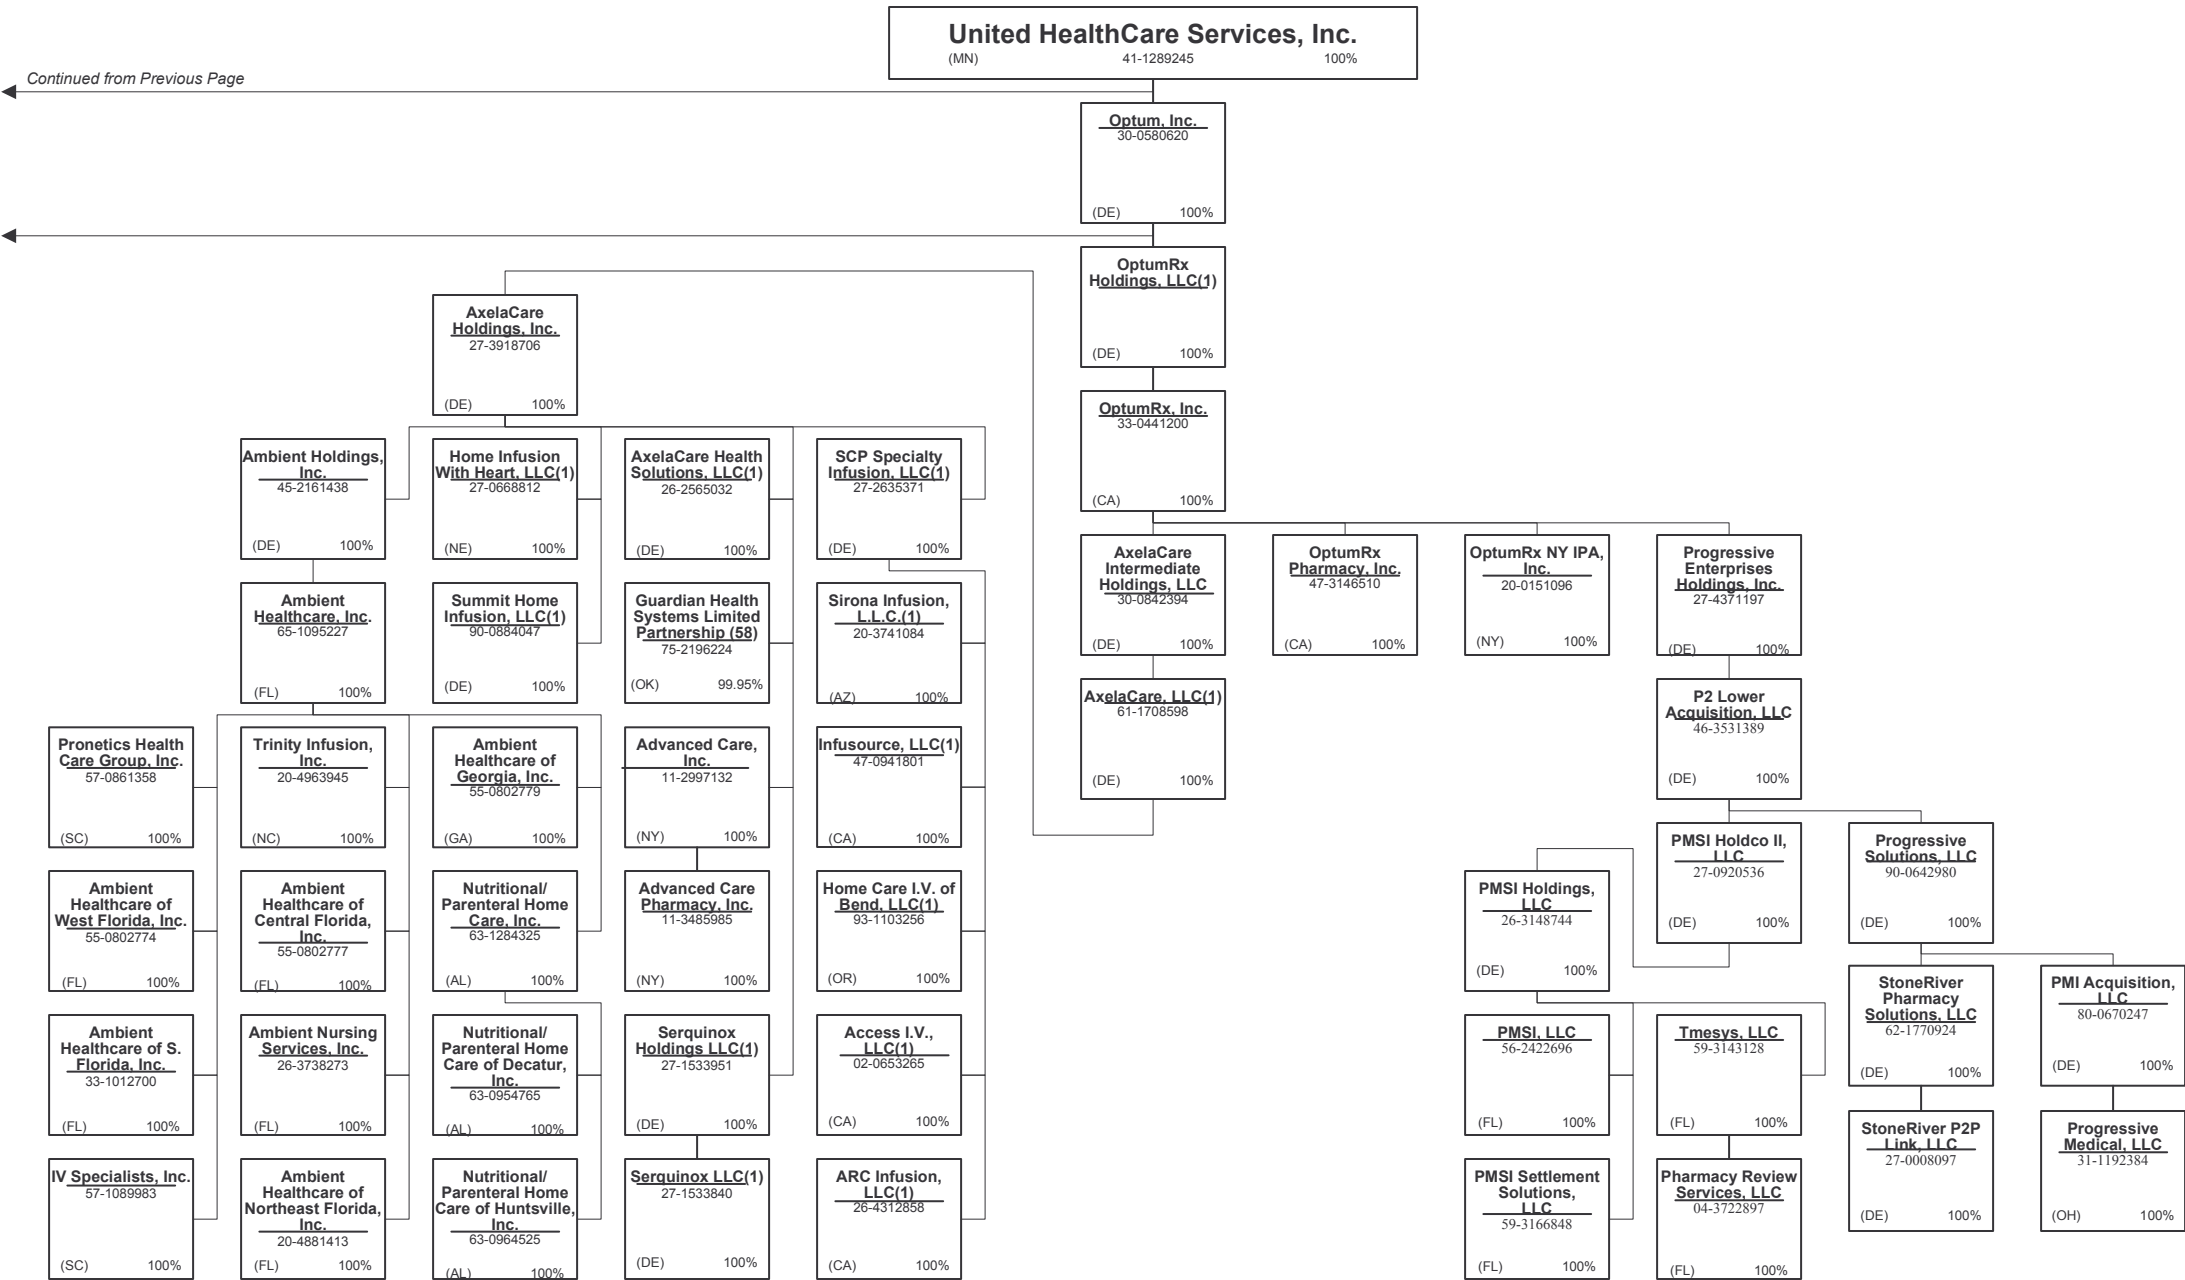 United HealthCare Services, Inc.
(MN) 41-1289245 100%
Continued from Previous Page
Optum, Inc.
30-0580620
(DE) 100%
OptumRx
Holdings, LLC(1)
(DE) 100%
AxelaCare
Holdings, Inc.
27-3918706
(DE) 100%
OptumRx, Inc.
33-0441200
(CA) 100%
Ambient Holdings,
Inc.
45-2161438
(DE) 100%
Home Infusion
With Heart, LLC(1)
27-0668812
(NE) 100%
AxelaCare Health
Solutions, LLC(1)
26-2565032
(DE) 100%
SCP Specialty
Infusion, LLC(1)
27-2635371
(DE) 100%
AxelaCare
Intermediate
Holdings, LLC
30-0842394
(DE) 100%
OptumRx
Pharmacy, Inc.
47-3146510
(CA) 100%
OptumRx NY IPA,
Inc.
20-0151096
(NY) 100%
Progressive
Enterprises
Holdings, Inc.
27-4371197
(DE) 100%
Ambient
Healthcare, Inc.
65-1095227
(FL) 100%
Summit Home
Infusion, LLC(1)
90-0884047
(DE) 100%
Guardian Health
Systems Limited
Partnership (58)
75-2196224
(OK) 99.95%
Sirona Infusion,
L.L.C.(1)
20-3741084
(AZ) 100%
AxelaCare, LLC(1)
61-1708598
(DE) 100%
P2 Lower
Acquisition, LLC
46-3531389
(DE) 100%
Pronetics Health
Care Group, Inc.
57-0861358
(SC) 100%
Trinity Infusion,
Inc.
20-4963945
(NC) 100%
Ambient
Healthcare of
Georgia, Inc.
55-0802779
(GA) 100%
Advanced Care,
Inc.
11-2997132
(NY) 100%
Infusource, LLC(1)
47-0941801
(CA) 100%
PMSI Holdco II,
LLC
27-0920536
(DE) 100%
Progressive
Solutions, LLC
90-0642980
(DE) 100%
Ambient
Healthcare of
West Florida, Inc.
55-0802774
(FL) 100%
Ambient
Healthcare of
Central Florida,
Inc.
55-0802777
(FL) 100%
Nutritional/
Parenteral Home
Care, Inc.
63-1284325
(AL) 100%
Advanced Care
Pharmacy, Inc.
11-3485985
(NY) 100%
Home Care I.V. of
Bend, LLC(1)
93-1103256
(OR) 100%
PMSI Holdings,
LLC
26-3148744
(DE) 100%
StoneRiver
Pharmacy
Solutions, LLC
62-1770924
(DE) 100%
PMI Acquisition,
LLC
80-0670247
(DE) 100%
Ambient
Healthcare of S.
Florida, Inc.
33-1012700
(FL) 100%
Ambient Nursing
Services, Inc.
26-3738273
(FL) 100%
Nutritional/
Parenteral Home
Care of Decatur,
Inc.
63-0954765
(AL) 100%
Serquinox
Holdings LLC(1)
27-1533951
(DE) 100%
Access I.V.,
LLC(1)
02-0653265
(CA) 100%
PMSI, LLC
56-2422696
(FL) 100%
Tmesys, LLC
59-3143128
(FL) 100%
StoneRiver P2P
Link, LLC
27-0008097
(DE) 100%
Progressive
Medical, LLC
31-1192384
(OH) 100%
IV Specialists, Inc.
57-1089983
(SC) 100%
Ambient
Healthcare of
Northeast Florida,
Inc.
20-4881413
(FL) 100%
Nutritional/
Parenteral Home
Care of Huntsville,
Inc.
63-0964525
(AL) 100%
Serquinox LLC(1)
27-1533840
(DE) 100%
ARC Infusion,
LLC(1)
26-4312858
(CA) 100%
PMSI Settlement
Solutions,
LLC
59-3166848
(FL) 100%
Pharmacy Review
Services, LLC
04-3722897
(FL) 100%